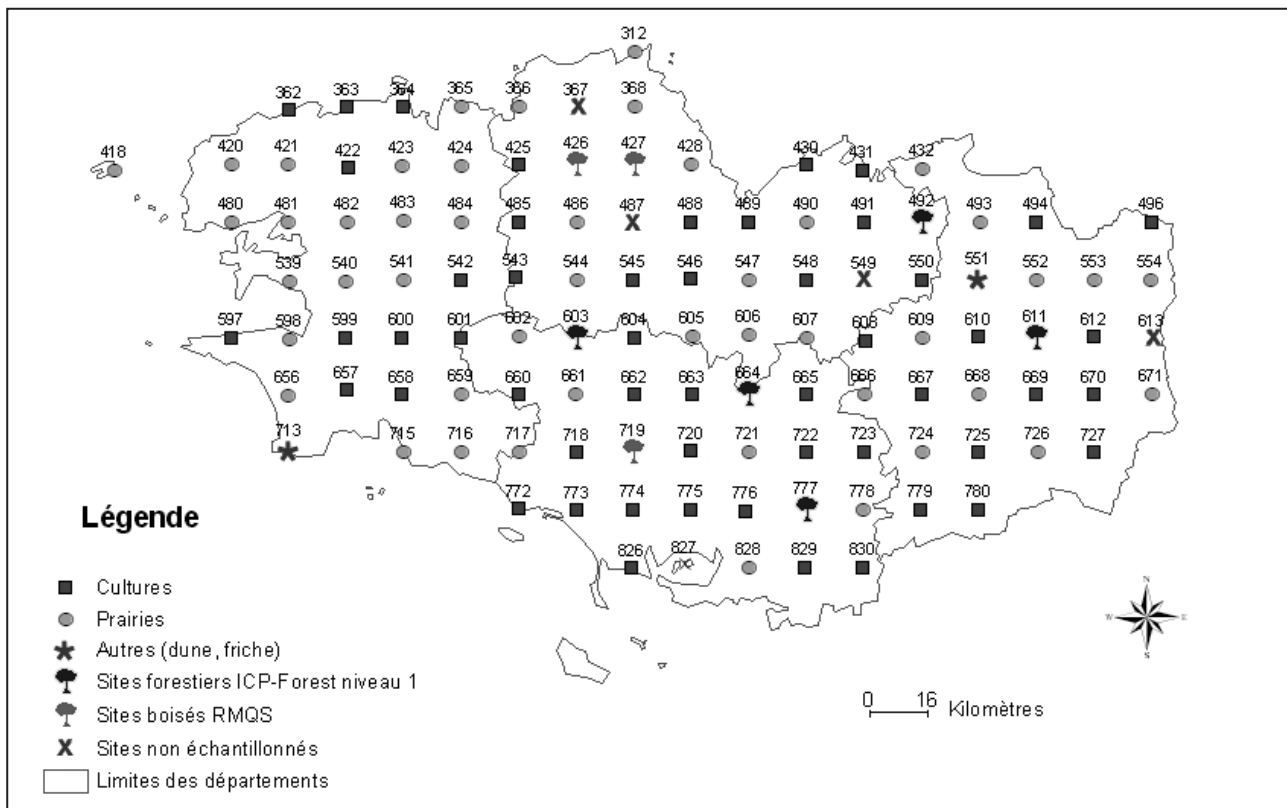 312
362 363 364 365 366 367 368
418 420 421 422 423 424 425 426 427 428 430 431 432
480 481 482 483 484 485 486 487 488 489 490 491 492 493 494 496
539 540 541 542 543 544 545 546 547 548 549 550 551 552 553 554
597 598 599 600 601 602 603 604 605 606 607 608 609 610 611 612 613
656 657 658 659 660 661 662 663 664 665 666 667 668 669 670 671
713 715 716 717 718 719 720 721 722 723 724 725 726 727
772 773 774 775 776 777 778 779 780
826 827 828 829 830
Légende
Cultures
Prairies
Autres (dune, friche)
Sites forestiers ICP-Forest niveau 1
Sites boisés RMQS
Sites non échantillonnés
Limites des départements
0 16 Kilomètres
N
W E
S